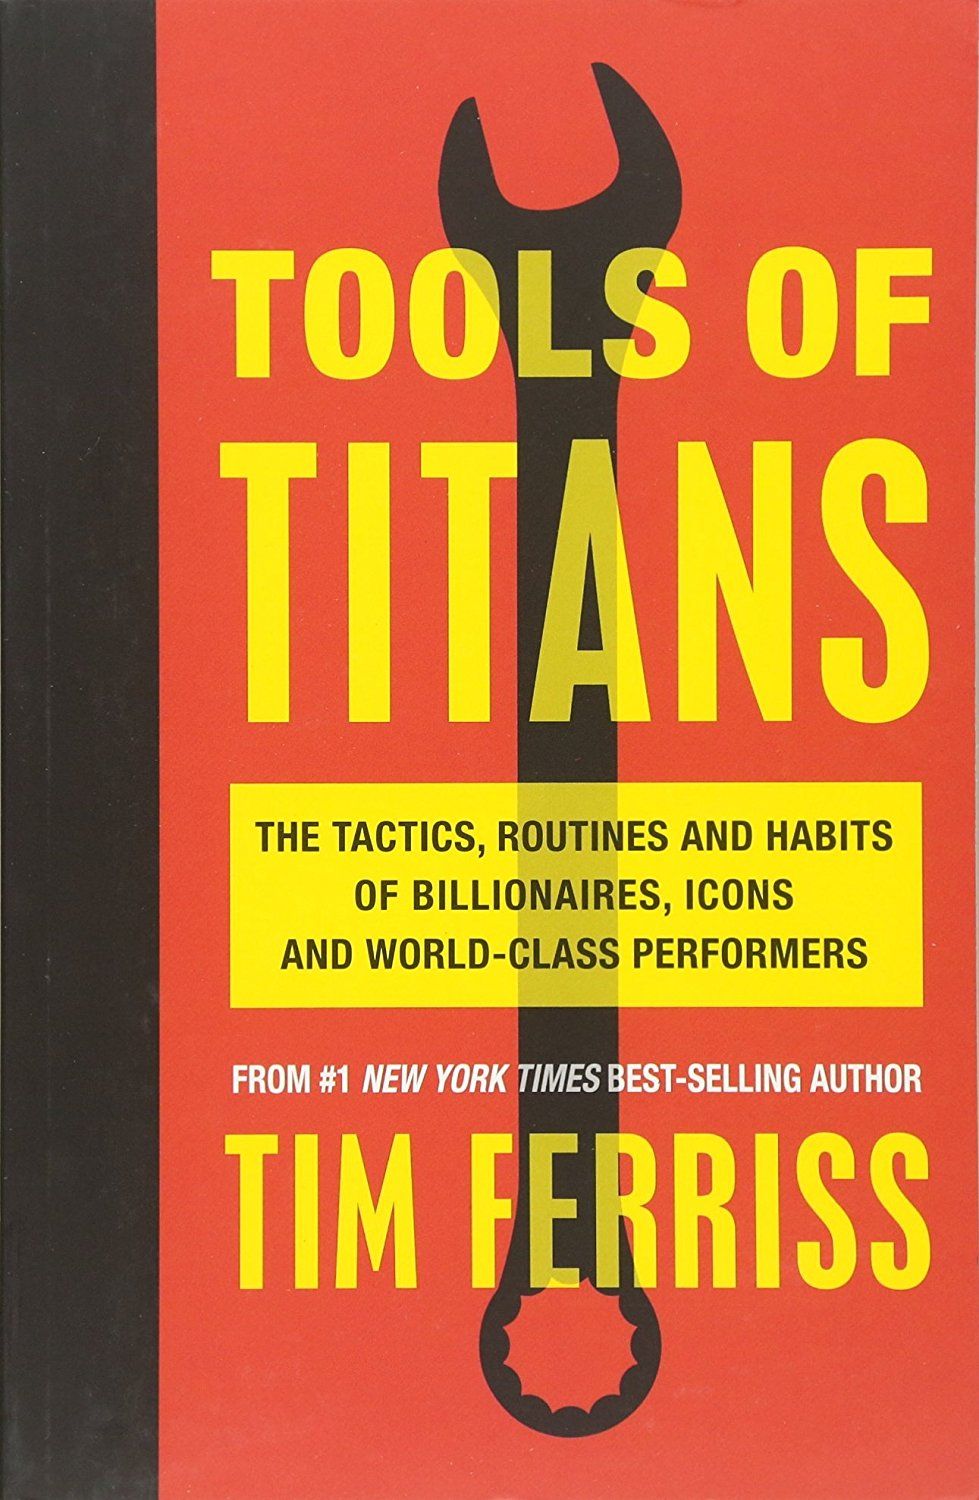 TOOLS OF
TITANS
THE TACTICS, ROUTINES AND HABITS
OF BILLIONAIRES, ICONS
AND WORLD-CLASS PERFORMERS
FROM #1 NEW YORK TIMES BEST-SELLING AUTHOR
TIM FERRISS